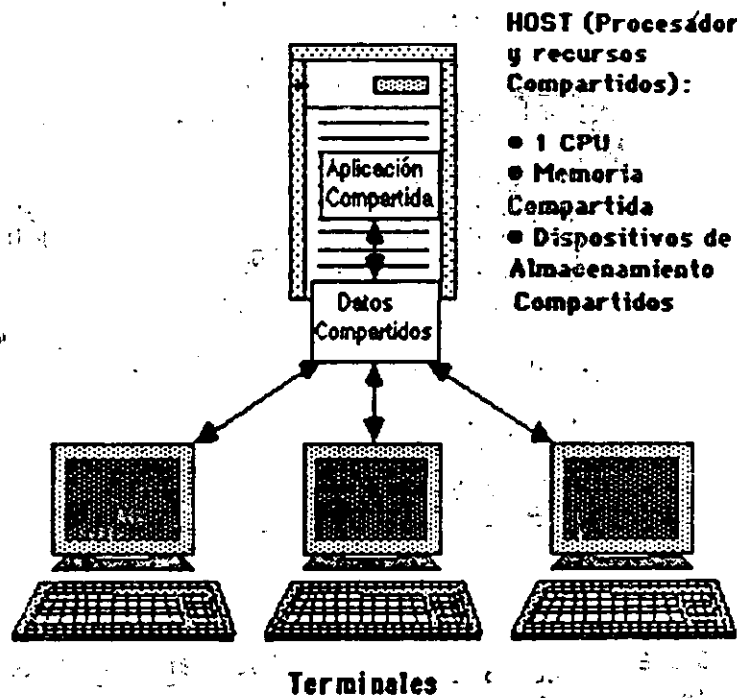 HOST (Procesador
y recursos
Compartidos):
● 1 CPU
● Memoria
Compartida
● Dispositivos de
Almacenamiento
Compartidos
Aplicación
Compartida
Datos
Compartidos
Terminales